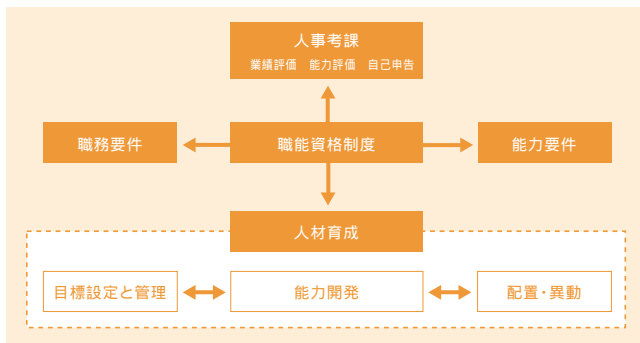 人事考課
業績評価 能力評価 自己申告
職務要件
職能資格制度
能力要件
人材育成
目標設定と管理
能力開発
配置・異動